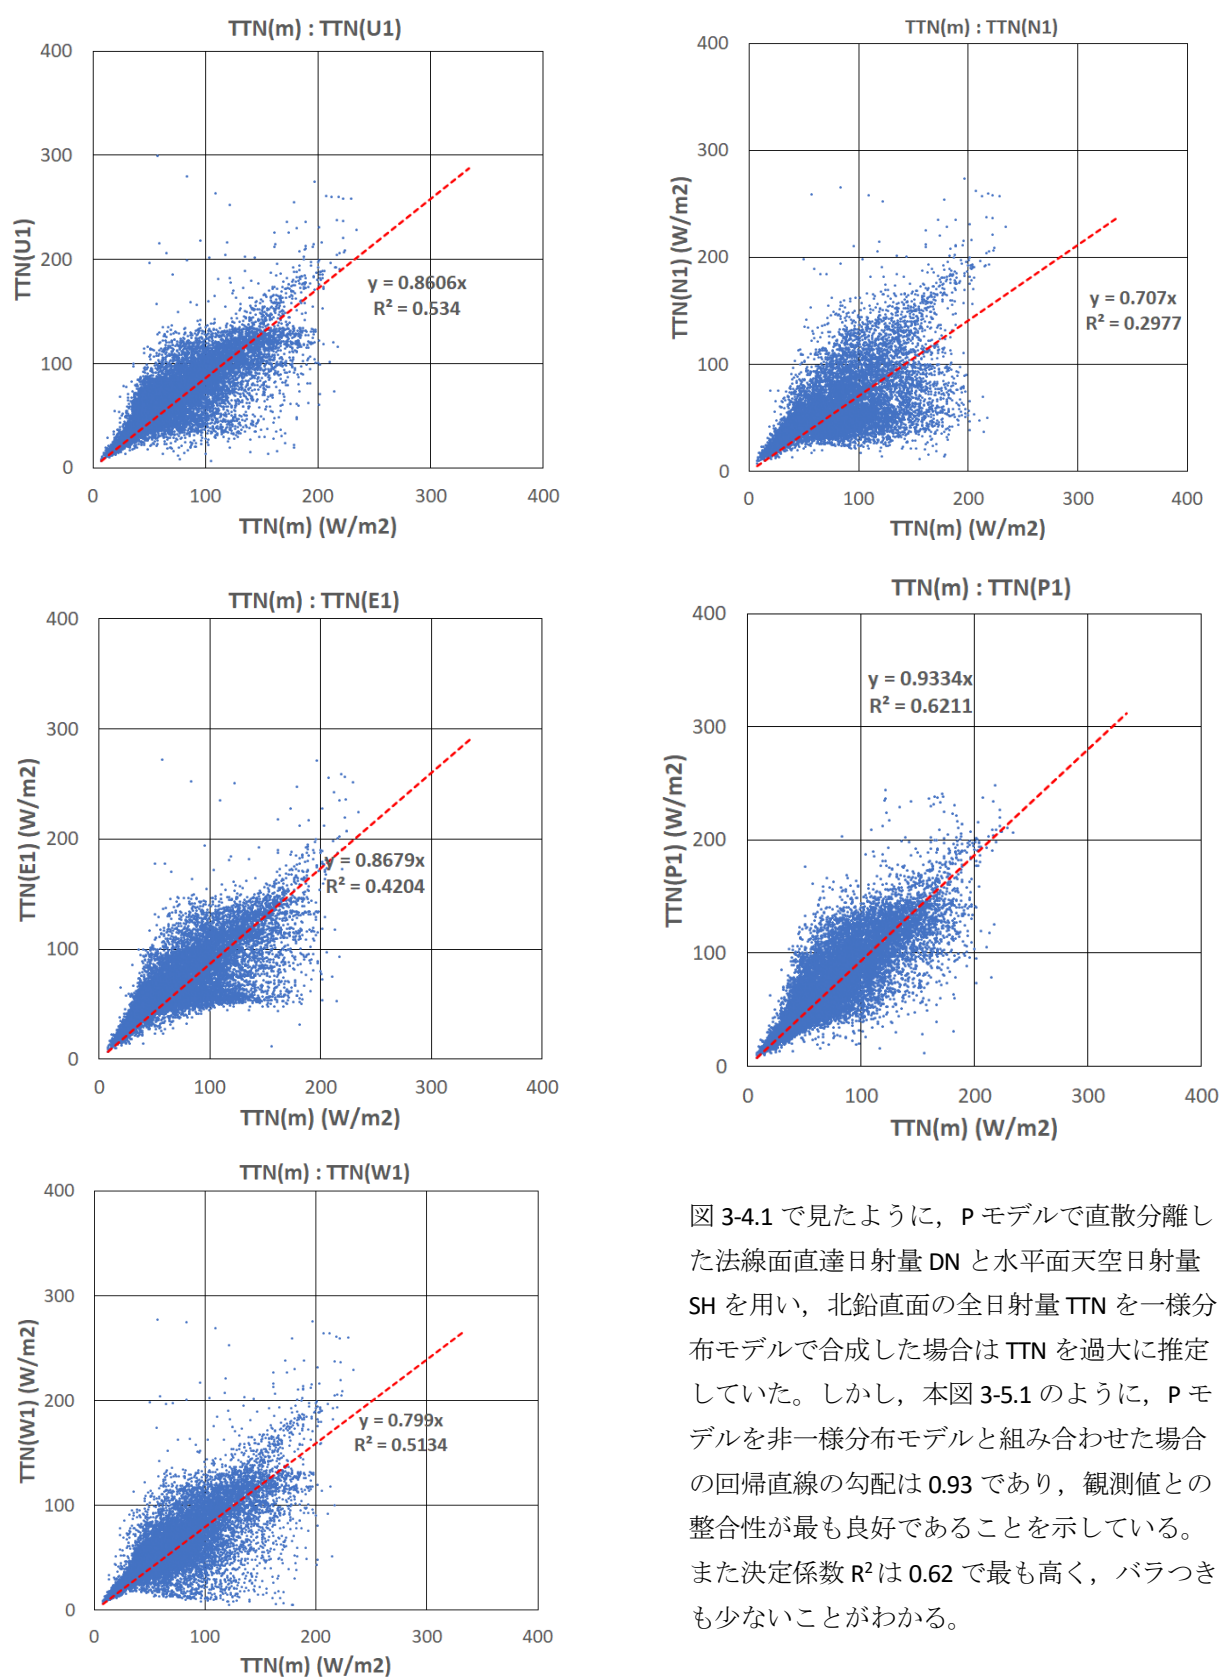 TTN(m) : TTN(U1)
400
300
200
100
0
0 100 200 300 400
TTN(U1)
TTN(m) (W/m2)
y = 0.8606x
R² = 0.534
TTN(m) : TTN(N1)
400
300
200
100
0
0 100 200 300 400
TTN(N1) (W/m2)
TTN(m) (W/m2)
y = 0.707x
R² = 0.2977
TTN(m) : TTN(E1)
400
300
200
100
0
0 100 200 300 400
TTN(E1) (W/m2)
TTN(m) (W/m2)
y = 0.8679x
R² = 0.4204
TTN(m) : TTN(P1)
400
300
200
100
0
0 100 200 300 400
TTN(P1) (W/m2)
TTN(m) (W/m2)
y = 0.9334x
R² = 0.6211
TTN(m) : TTN(W1)
400
300
200
100
0
0 100 200 300 400
TTN(W1) (W/m2)
TTN(m) (W/m2)
y = 0.799x
R² = 0.5134
図 3-4.1 で見たように，P モデルで直散分離し
た法線面直達日射量 DN と水平面天空日射量
SH を用い，北鉛直面の全日射量 TTN を一様分
布モデルで合成した場合は TTN を過大に推定
していた。しかし，本図 3-5.1 のように，P モ
デルを非一様分布モデルと組み合わせた場合
の回帰直線の勾配は 0.93 であり，観測値との
整合性が最も良好であることを示している。
また決定係数 R² は 0.62 で最も高く，バラつき
も少ないことがわかる。